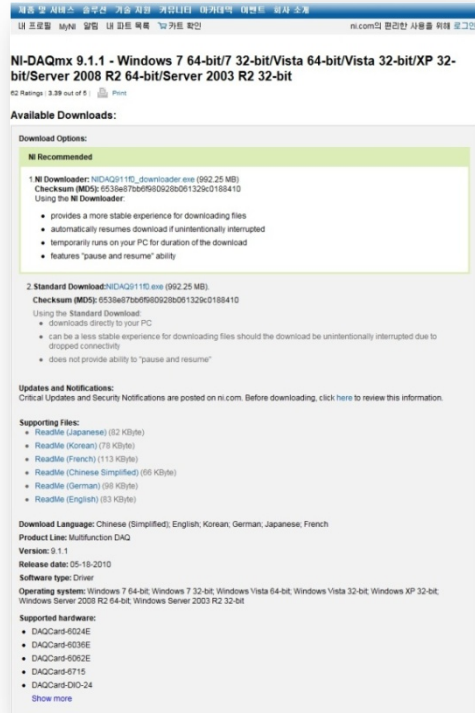 제품 및 서비스 솔루션 기술 지원 커뮤니티 아카데믹 이벤트 회사 소개
내 프로필 MyNI 알림 내 파트 목록 카트 확인 ni.com의 편리한 사용을 위해 로그인
NI-DAQmx 9.1.1 - Windows 7 64-bit/7 32-bit/Vista 64-bit/Vista 32-bit/XP 32-
bit/Server 2008 R2 64-bit/Server 2003 R2 32-bit
62 Ratings | 3.39 out of 5 | Print
Available Downloads:
Download Options:
NI Recommended
1.NI Downloader: NIDAQ911f0_downloader.exe (992.25 MB)
Checksum (MD5): 6538e87bb6f980928b061329c0188410
Using the NI Downloader:
• provides a more stable experience for downloading files
• automatically resumes download if unintentionally interrupted
• temporarily runs on your PC for duration of the download
• features "pause and resume" ability
2.Standard Download:NIDAQ911f0.exe (992.25 MB).
Checksum (MD5): 6538e87bb6f980928b061329c0188410
Using the Standard Download:
• downloads directly to your PC
• can be a less stable experience for downloading files should the download be unintentionally interrupted due to
dropped connectivity
• does not provide ability to "pause and resume"
Updates and Notifications:
Critical Updates and Security Notifications are posted on ni.com. Before downloading, click here to review this information.
Supporting Files:
• ReadMe (Japanese) (82 KByte)
• ReadMe (Korean) (78 KByte)
• ReadMe (French) (113 KByte)
• ReadMe (Chinese Simplified) (66 KByte)
• ReadMe (German) (98 KByte)
• ReadMe (English) (83 KByte)
Download Language: Chinese (Simplified); English; Korean; German; Japanese; French
Product Line: Multifunction DAQ
Version: 9.1.1
Release date: 05-18-2010
Software type: Driver
Operating system: Windows 7 64-bit; Windows 7 32-bit; Windows Vista 64-bit; Windows Vista 32-bit; Windows XP 32-bit;
Windows Server 2008 R2 64-bit; Windows Server 2003 R2 32-bit
Supported hardware:
• DAQCard-6024E
• DAQCard-6036E
• DAQCard-6062E
• DAQCard-6715
• DAQCard-DIO-24
Show more